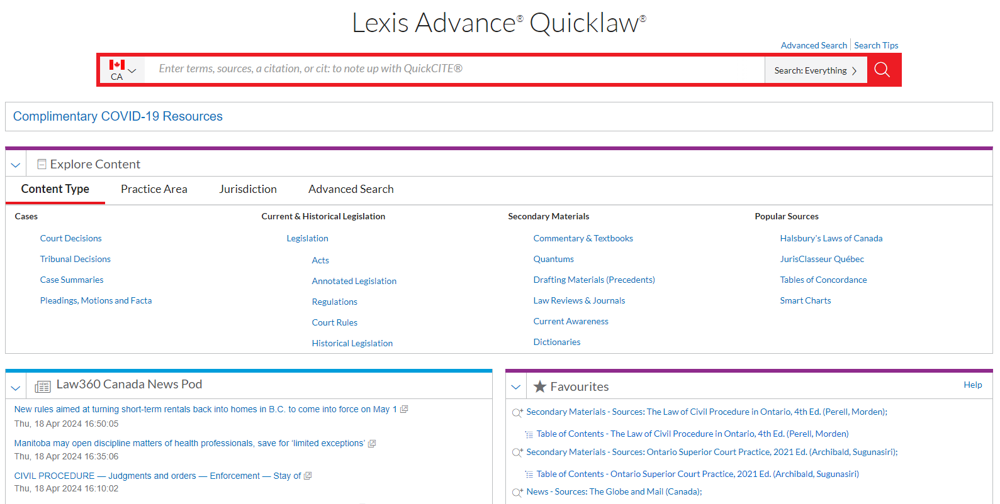 Lexis Advance® Quicklaw®
Advanced Search Search Tips
CA
Enter terms, sources, a citation, or cit: to note up with QuickCITE®
Search: Everything
Complimentary COVID-19 Resources
Explore Content
Content Type Practice Area Jurisdiction Advanced Search
Cases
Court Decisions
Tribunal Decisions
Case Summaries
Pleadings, Motions and Facta
Current & Historical Legislation
Legislation
Acts
Annotated Legislation
Regulations
Court Rules
Historical Legislation
Secondary Materials
Commentary & Textbooks
Quantums
Drafting Materials (Precedents)
Law Reviews & Journals
Current Awareness
Dictionaries
Popular Sources
Halsbury's Laws of Canada
JurisClasseur Québec
Tables of Concordance
Smart Charts
NEWS
Law360 Canada News Pod
New rules aimed at turning short-term rentals back into homes in B.C. to come into force on May 1
Thu, 18 Apr 2024 16:50:05
Manitoba may open discipline matters of health professionals, save for ‘limited exceptions’
Thu, 18 Apr 2024 16:35:06
CIVIL PROCEDURE — Judgments and orders — Enforcement — Stay of
Thu, 18 Apr 2024 16:10:02
Favourites
Help
Secondary Materials - Sources: The Law of Civil Procedure in Ontario, 4th Ed. (Perell, Morden);
Table of Contents - The Law of Civil Procedure in Ontario, 4th Ed. (Perell, Morden)
Secondary Materials - Sources: Ontario Superior Court Practice, 2021 Ed. (Archibald, Sugunasiri);
Table of Contents - Ontario Superior Court Practice, 2021 Ed. (Archibald, Sugunasiri)
News - Sources: The Globe and Mail (Canada);